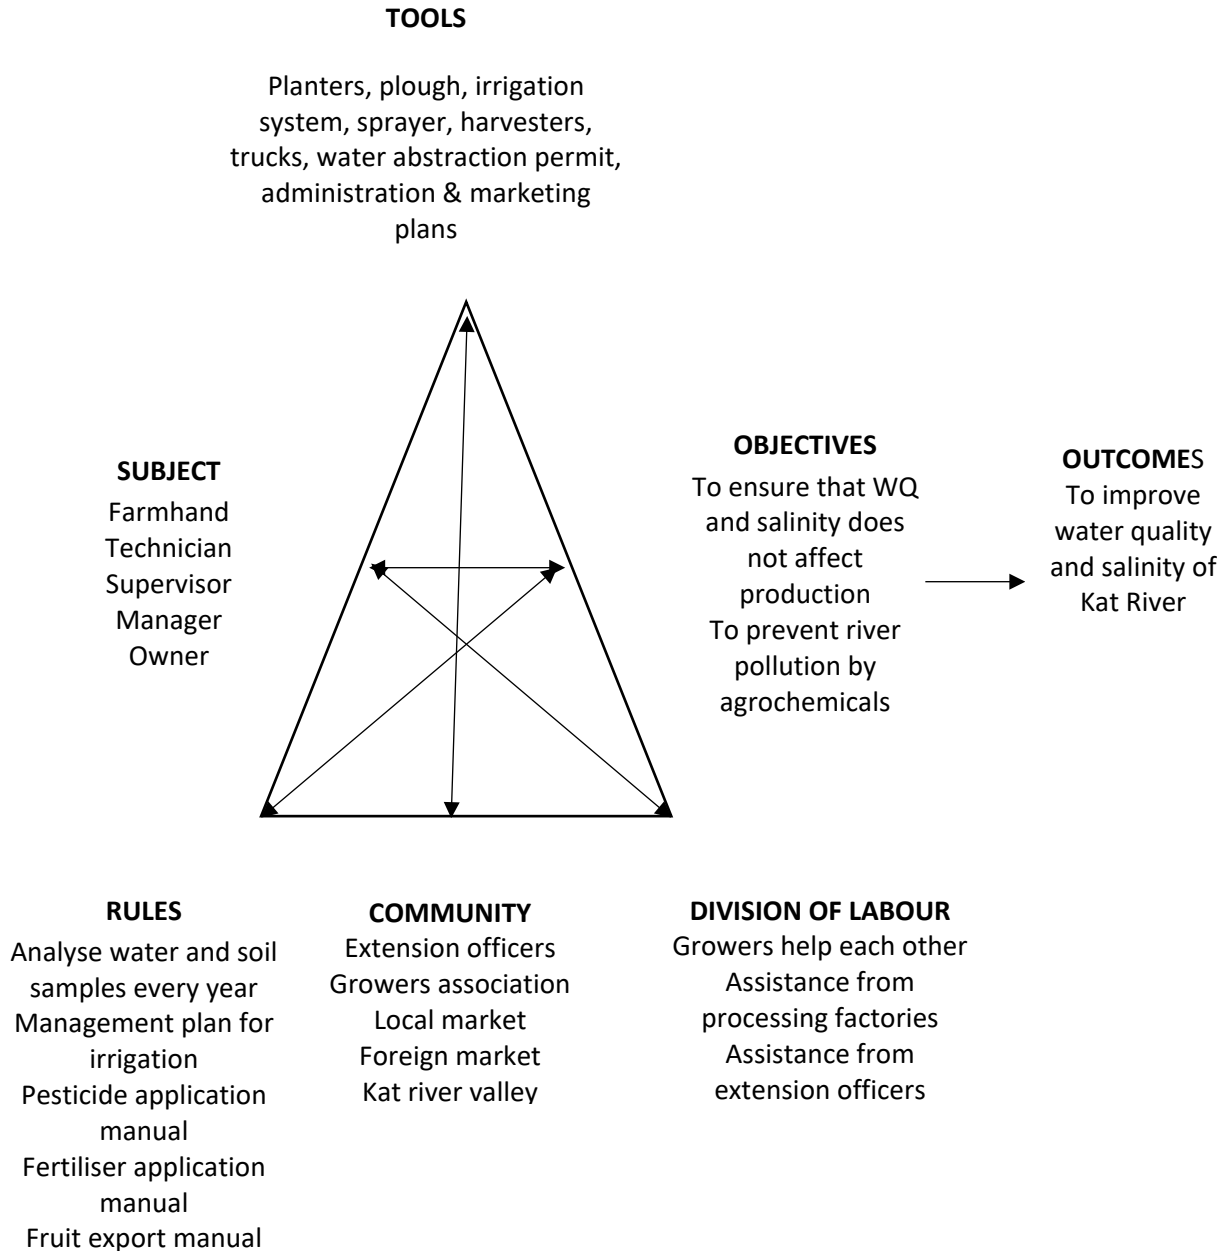 TOOLS
Planters, plough, irrigation
system, sprayer, harvesters,
trucks, water abstraction permit,
administration & marketing
plans
SUBJECT
Farmhand
Technician
Supervisor
Manager
Owner
OBJECTIVES
To ensure that WQ
and salinity does
not affect
production
To prevent river
pollution by
agrochemicals
OUTCOMES
To improve
water quality
and salinity of
Kat River
RULES
Analyse water and soil
samples every year
Management plan for
irrigation
Pesticide application
manual
Fertiliser application
manual
Fruit export manual
COMMUNITY
Extension officers
Growers association
Local market
Foreign market
Kat river valley
DIVISION OF LABOUR
Growers help each other
Assistance from
processing factories
Assistance from
extension officers